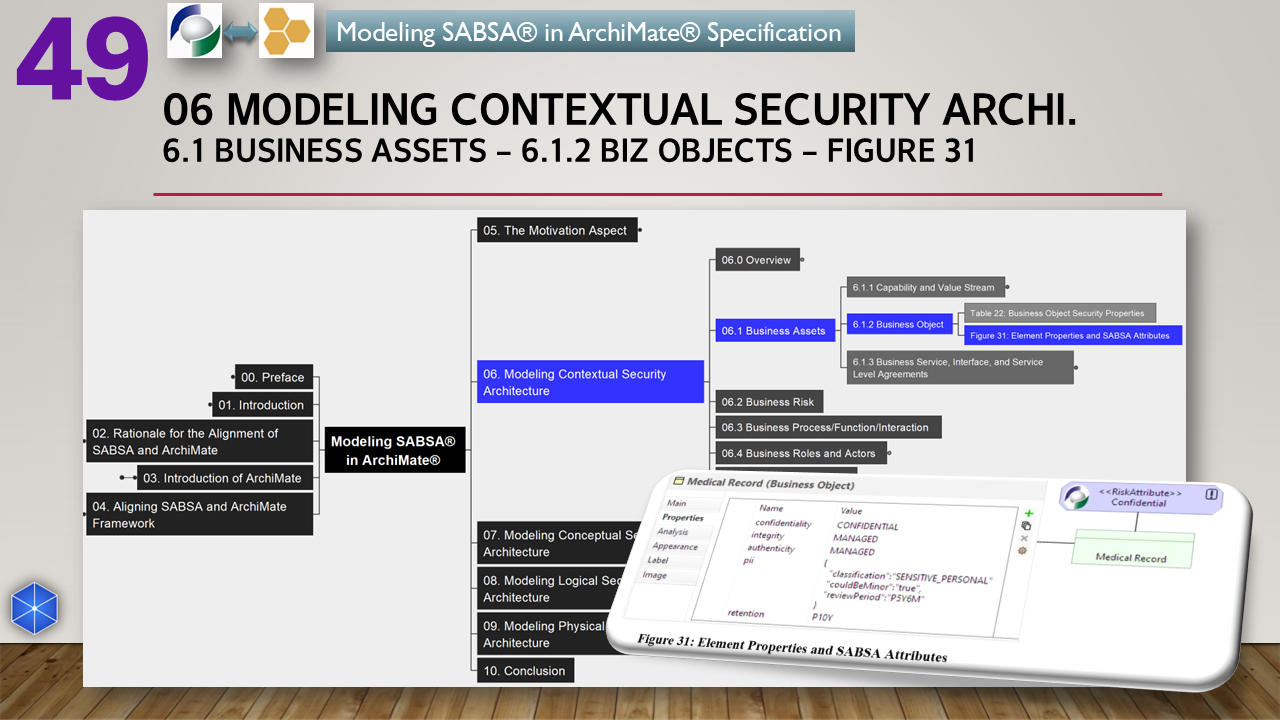 49
Modeling SABSA® in ArchiMate® Specification
06 MODELING CONTEXTUAL SECURITY ARCHI.
6.1 BUSINESS ASSETS – 6.1.2 BIZ OBJECTS – FIGURE 31
00. Preface
01. Introduction
02. Rationale for the Alignment of
SABSA and ArchiMate
03. Introduction of ArchiMate
04. Aligning SABSA and ArchiMate
Framework
Modeling SABSA®
in ArchiMate®
05. The Motivation Aspect
06. Modeling Contextual Security
Architecture
06.0 Overview
06.1 Business Assets
6.1.1 Capability and Value Stream
6.1.2 Business Object
Table 22: Business Object Security Properties
Figure 31: Element Properties and SABSA Attributes
6.1.3 Business Service, Interface, and Service
Level Agreements
06.2 Business Risk
06.3 Business Process/Function/Interaction
06.4 Business Roles and Actors
07. Modeling Conceptual Se
Architecture
08. Modeling Logical Sec
Architecture
09. Modeling Physical
Architecture
10. Conclusion
Medical Record (Business Object)
Main
Properties
Analysis
Appearance
Label
Image
Name Value
confidentiality CONFIDENTIAL
integrity MANAGED
authenticity MANAGED
pii {
"classification":"SENSITIVE_PERSONAL"
"couldBeMinor":"true",
"reviewPeriod":"P5Y6M"
}
retention P10Y
<<RiskAttribute>>
Confidential
Medical Record
Figure 31: Element Properties and SABSA Attributes